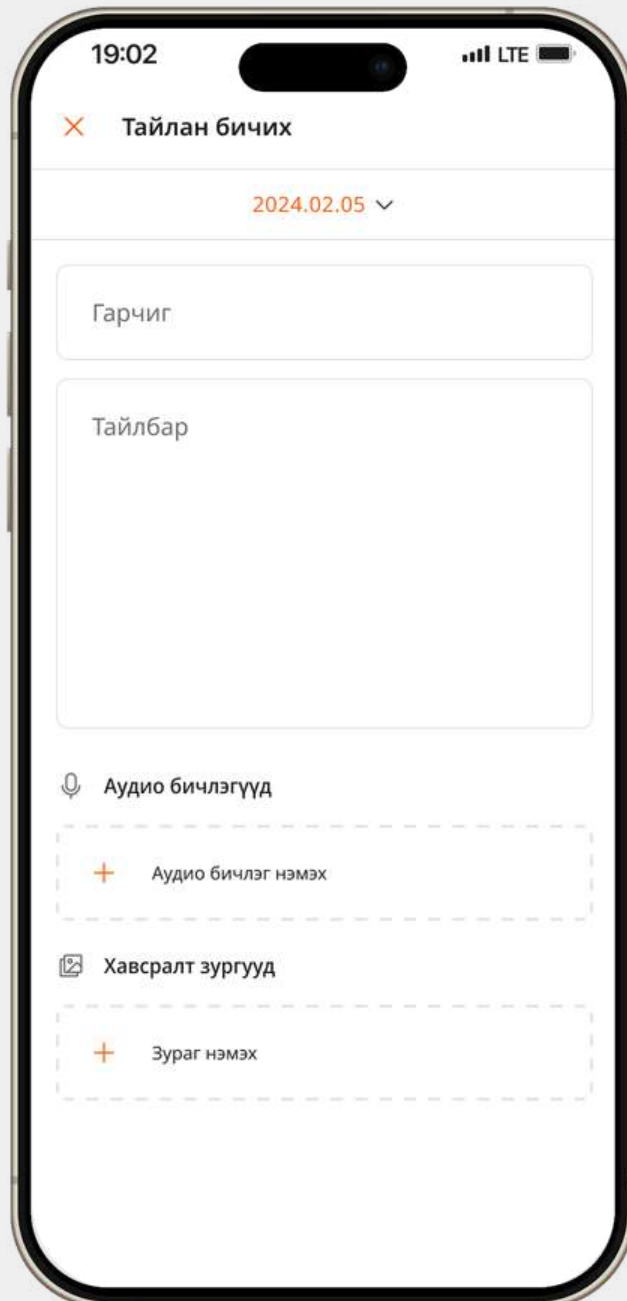 19:02 LTE
Тайлан бичих
2024.02.05
Гарчиг
Тайлбар
Аудио бичлэгүүд
Аудио бичлэг нэмэх
Хавсралт зургууд
Зураг нэмэх